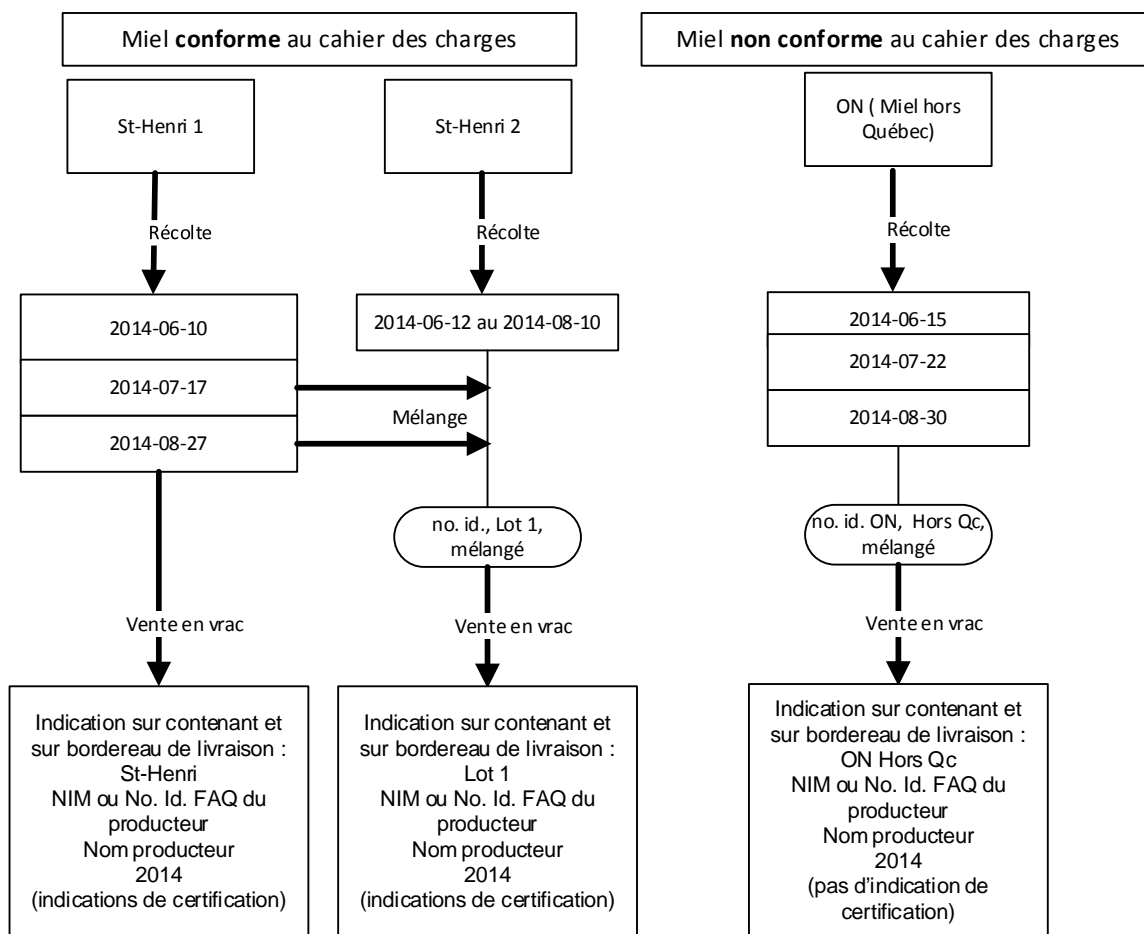 Miel conforme au cahier des charges
Miel non conforme au cahier des charges
St-Henri 1
St-Henri 2
ON ( Miel hors
Québec)
Récolte
Récolte
Récolte
2014-06-10
2014-07-17
2014-08-27
2014-06-12 au 2014-08-10
2014-06-15
2014-07-22
2014-08-30
Mélange
no. id., Lot 1,
mélangé
no. id. ON, Hors Qc,
mélangé
Vente en vrac
Vente en vrac
Vente en vrac
Indication sur contenant et
sur bordereau de livraison :
St-Henri
NIM ou No. Id. FAQ du
producteur
Nom producteur
2014
(indications de certification)
Indication sur contenant et
sur bordereau de livraison :
Lot 1
NIM ou No. Id. FAQ du
producteur
Nom producteur
2014
(indications de certification)
Indication sur contenant et
sur bordereau de livraison :
ON Hors Qc
NIM ou No. Id. FAQ du
producteur
Nom producteur
2014
(pas d'indication de
certification)